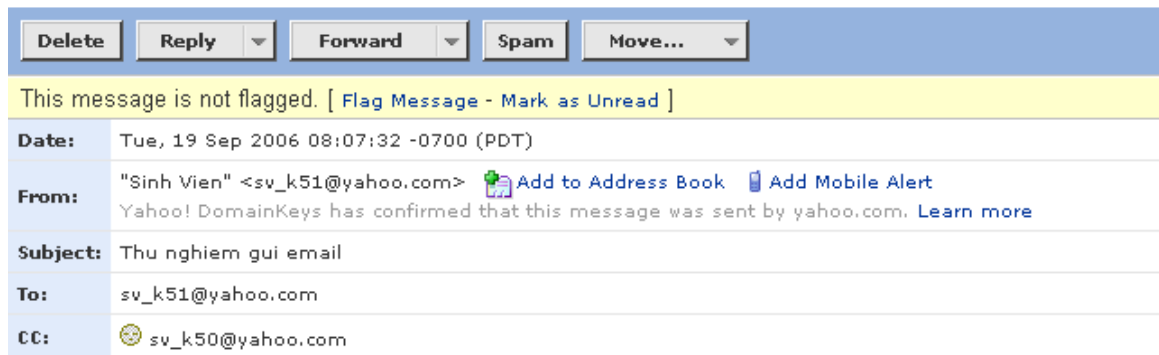 Delete Reply Forward Spam Move...
This message is not flagged. [ Flag Message - Mark as Unread ]
Date: Tue, 19 Sep 2006 08:07:32 -0700 (PDT)
From: "Sinh Vien" <sv_k51@yahoo.com> Add to Address Book Add Mobile Alert
Yahoo! DomainKeys has confirmed that this message was sent by yahoo.com. Learn more
Subject: Thu nghiem gui email
To: sv_k51@yahoo.com
CC: sv_k50@yahoo.com